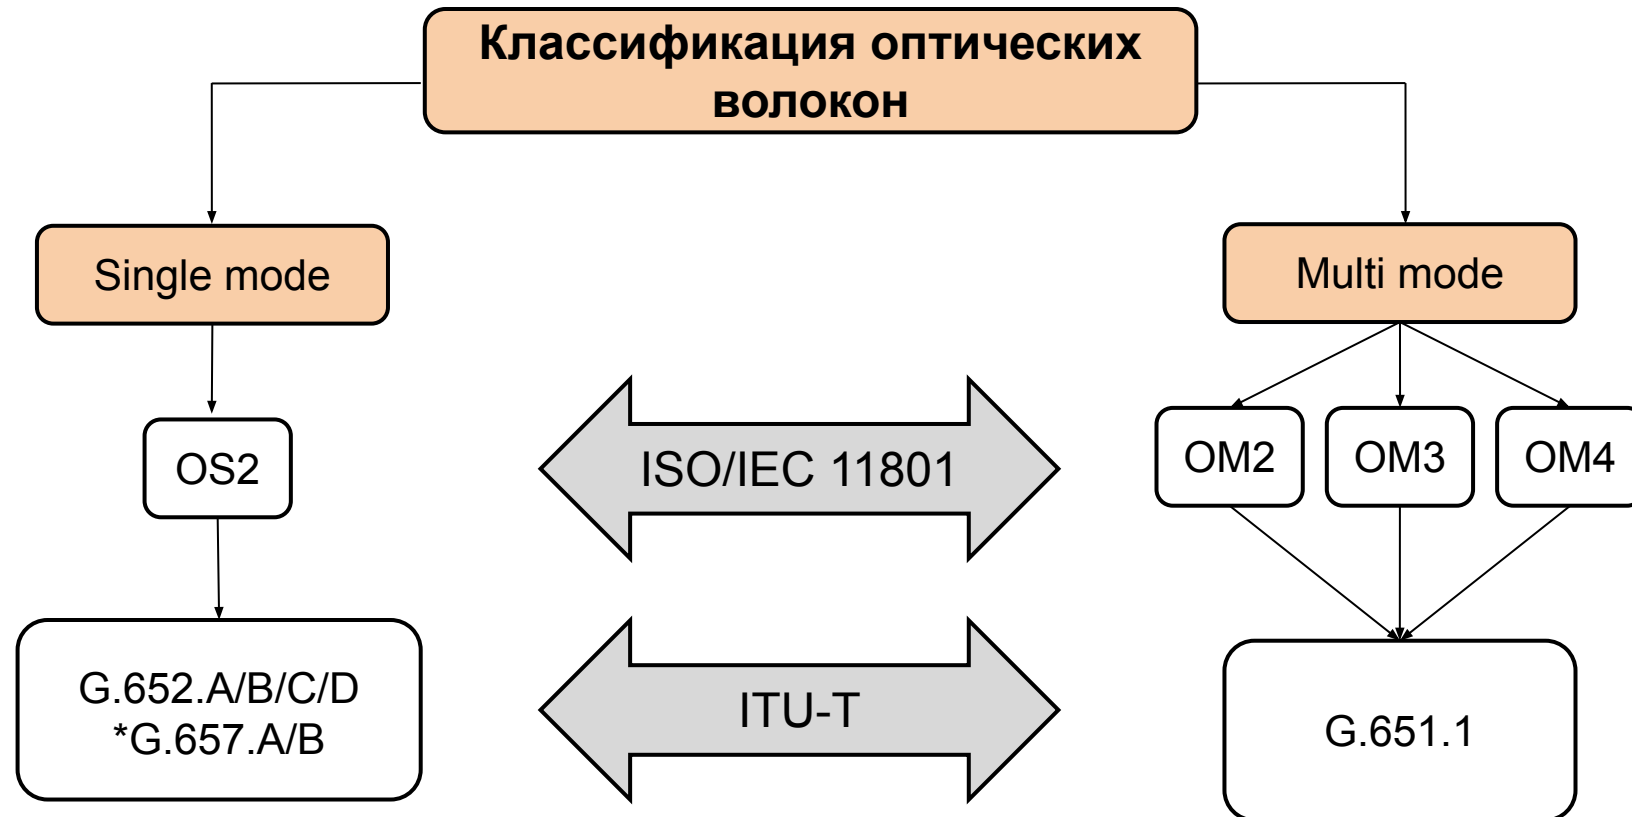 Классификация оптических
волокон
Single mode
Multi mode
OS2
ISO/IEC 11801
OM2
OM3
OM4
G.652.A/B/C/D
*G.657.A/B
ITU-T
G.651.1